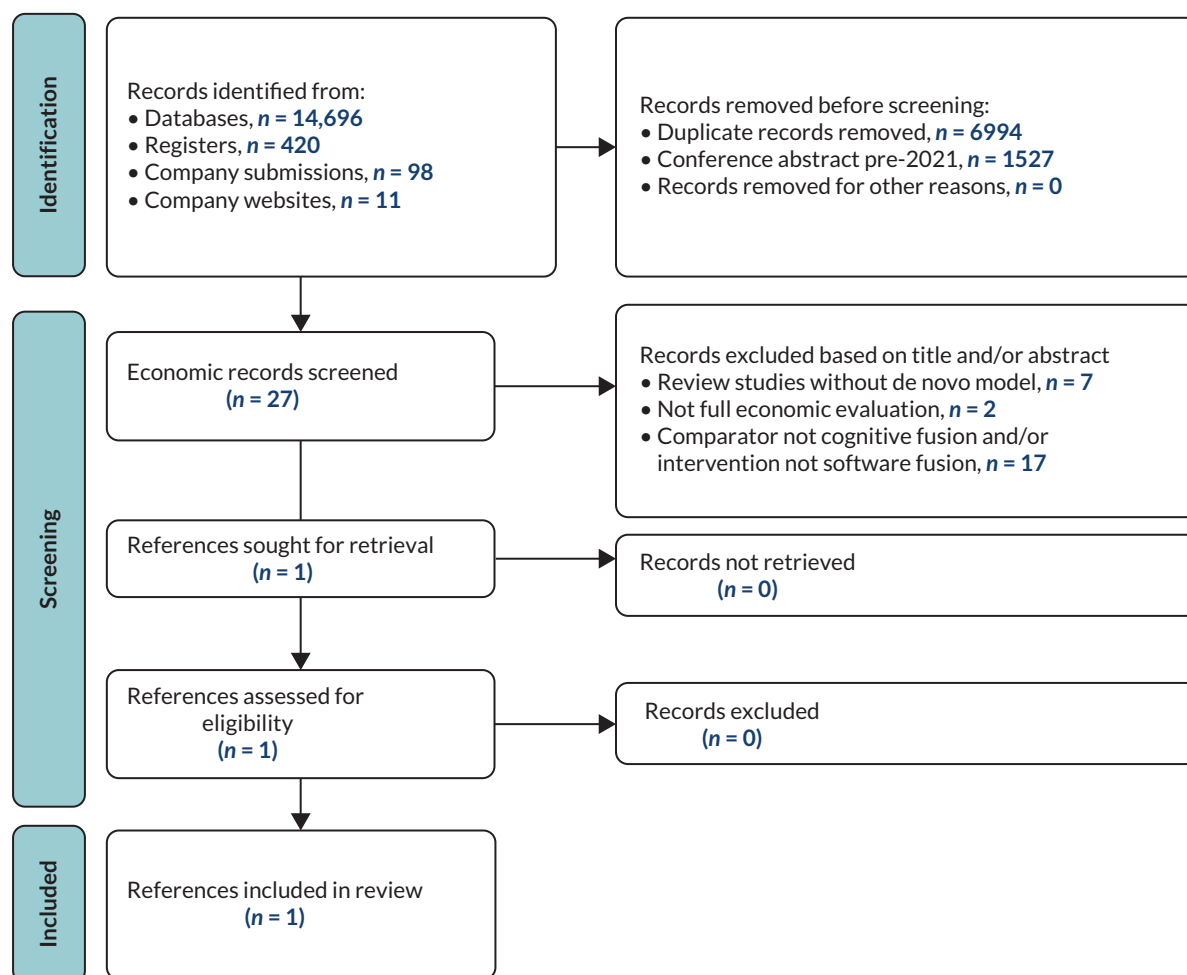 Identification
Records identified from:
• Databases, n = 14,696
• Registers, n = 420
• Company submissions, n = 98
• Company websites, n = 11
Records removed before screening:
• Duplicate records removed, n = 6994
• Conference abstract pre-2021, n = 1527
• Records removed for other reasons, n = 0
Screening
Economic records screened
(n = 27)
Records excluded based on title and/or abstract
• Review studies without de novo model, n = 7
• Not full economic evaluation, n = 2
• Comparator not cognitive fusion and/or
intervention not software fusion, n = 17
References sought for retrieval
(n = 1)
Records not retrieved
(n = 0)
References assessed for
eligibility
(n = 1)
Records excluded
(n = 0)
Included
References included in review
(n = 1)